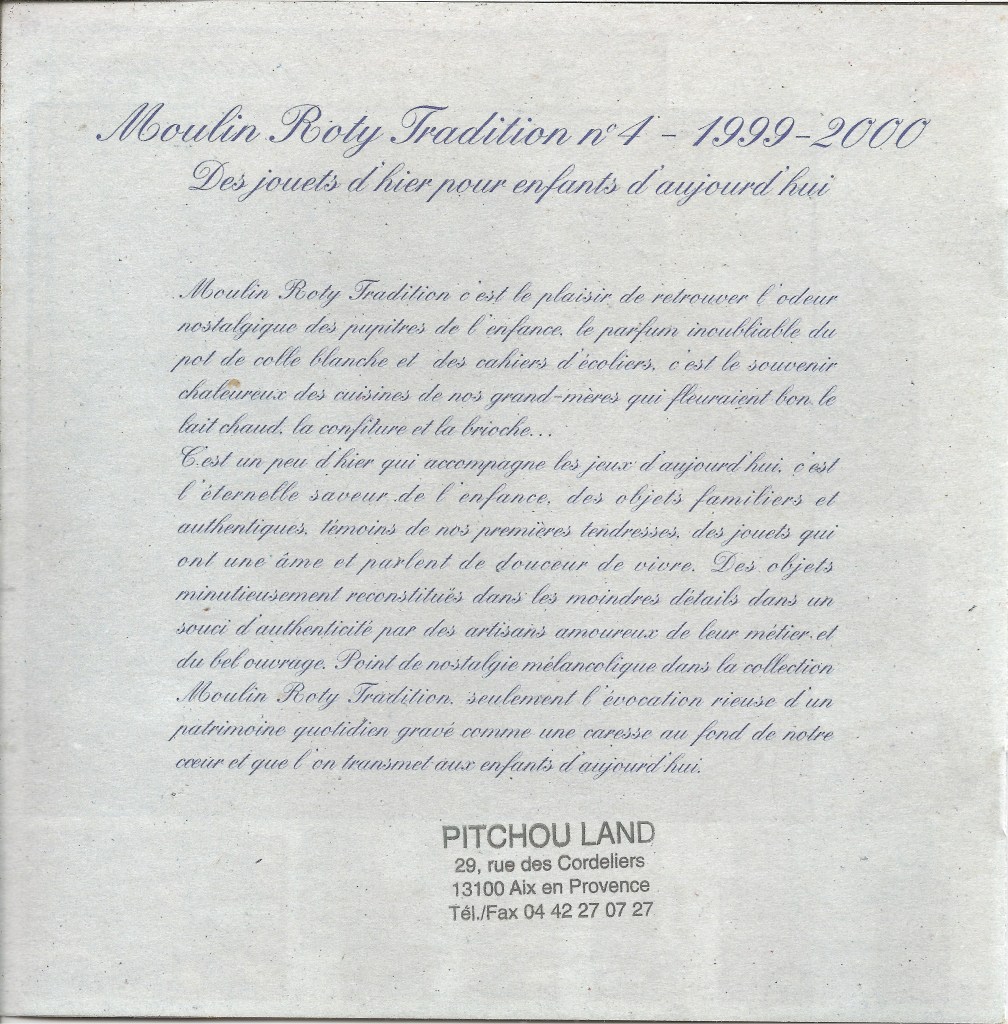 Moulin Roty Tradition n° 4 - 1999-2000
Des jouets d'hier pour enfants d'aujourd'hui
Moulin Roty Tradition c'est le plaisir de retrouver l'odeur
nostalgique des pupitres de l'enfance, le parfum inoubliable du
pot de colle blanche et des cahiers d'écoliers, c'est le souvenir
chaleureux des cuisines de nos grand-mères qui fleuraient bon le
lait chaud, la confiture et la brioche...
C'est un peu d'hier qui accompagne les jeux d'aujourd'hui, c'est
l'éternelle saveur de l'enfance, des objets familiers et
authentiques, témoins de nos premières tendresses, des jouets qui
ont une âme et parlent de douceur de vivre. Des objets
minutieusement reconstitués dans les moindres détails dans un
souci d'authenticité par des artisans amoureux de leur métier et
du bel ouvrage. Point de nostalgie mélancolique dans la collection
Moulin Roty Tradition, seulement l'évocation rieuse d'un
patrimoine quotidien gravé comme une caresse au fond de notre
cœur et que l'on transmet aux enfants d'aujourd'hui.
PITCHOU LAND
29, rue des Cordeliers
13100 Aix en Provence
Tél./Fax 04 42 27 07 27